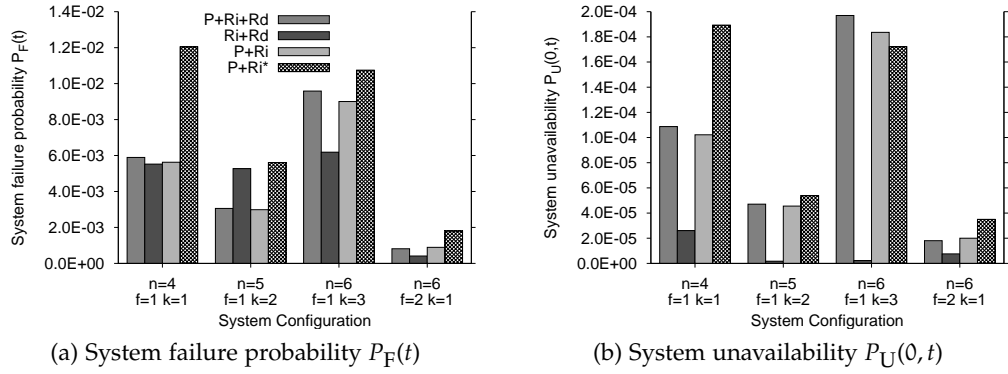 System failure probability P_F(t)
1.4E-02
1.2E-02
1.0E-02
8.0E-03
6.0E-03
4.0E-03
2.0E-03
0.0E+00
P+Ri+Rd
Ri+Rd
P+Ri
P+Ri*
n=4 f=1 k=1
n=5 f=1 k=2
n=6 f=1 k=3
n=6 f=2 k=1
System Configuration
(a) System failure probability P_F(t)
System unavailability P_U(0,t)
2.0E-04
1.8E-04
1.6E-04
1.4E-04
1.2E-04
1.0E-04
8.0E-05
6.0E-05
4.0E-05
2.0E-05
0.0E+00
n=4 f=1 k=1
n=5 f=1 k=2
n=6 f=1 k=3
n=6 f=2 k=1
System Configuration
(b) System unavailability P_U(0, t)